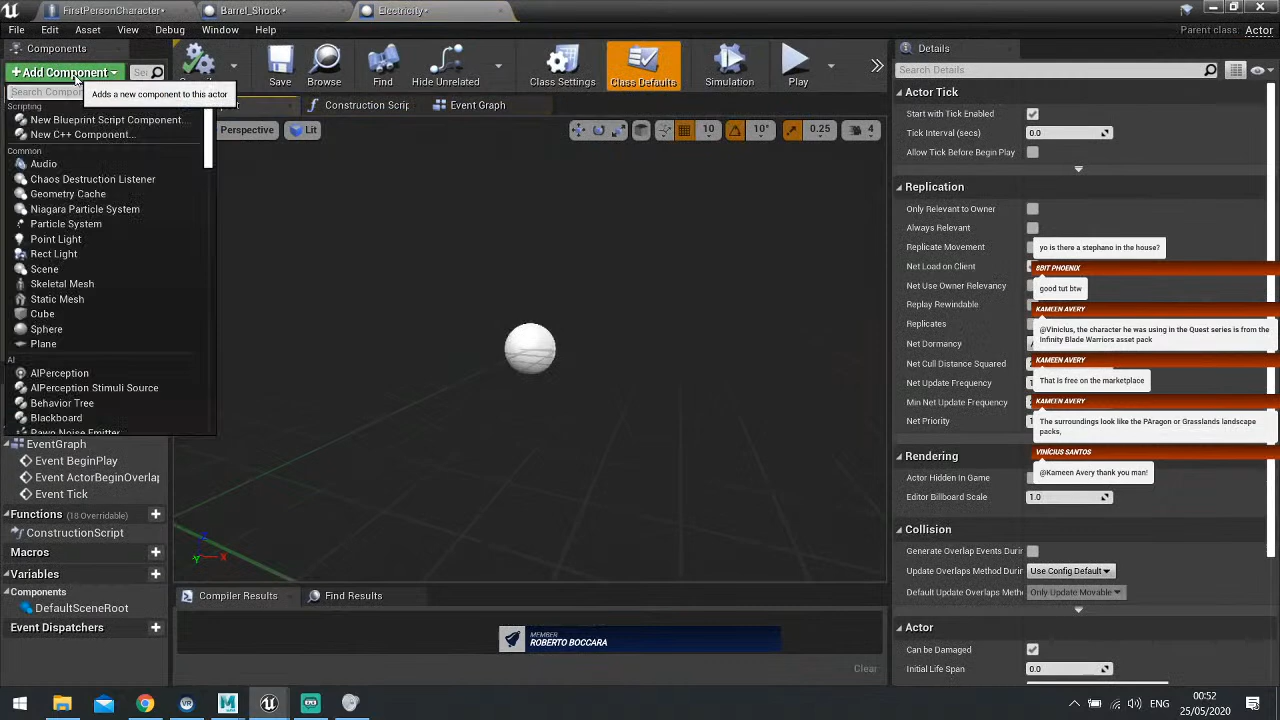 FirstPersonCharacter•
Barrel_Shock•
Electricity•
File
Edit
Asset
View
Debug
Window
Help
Parent class: Actor
Components
+Add Component
Search Compon
Adds a new component to this actor
Scripting
New Blueprint Script Component...
New C++ Component...
Common
Audio
Chaos Destruction Listener
Geometry Cache
Niagara Particle System
Particle System
Point Light
Rect Light
Scene
Skeletal Mesh
Static Mesh
Cube
Sphere
Plane
AI
AIPerception
AIPerception Stimuli Source
Behavior Tree
Blackboard
Pawn Noise Emitter
EventGraph
Event BeginPlay
Event ActorBeginOverlap
Event Tick
Functions (18 Overridable)
ConstructionScript
Macros
Variables
Components
DefaultSceneRoot
Event Dispatchers
Save
Browse
Find
Hide Unrelated
Class Settings
Class Defaults
Simulation
Play
Construction Scrip
Event Graph
Perspective
Lit
10
10°
0.25
4
Compiler Results
Find Results
MEMBER
ROBERTO BOCCARA
Clear
Details
Search Details
Actor Tick
Start with Tick Enabled
Tick Interval (secs)
0.0
Allow Tick Before Begin Play
Replication
Only Relevant to Owner
Always Relevant
Replicate Movement
Net Load on Client
Net Use Owner Relevancy
Replay Rewindable
Replicates
Net Dormancy
Net Cull Distance Squared
Net Update Frequency
Min Net Update Frequency
Net Priority
yo is there a stephano in the house?
8BIT PHOENIX
good tut btw
KAMEEN AVERY
@Vinicius, the character he was using in the Quest series is from the
Infinity Blade Warriors asset pack
KAMEEN AVERY
That is free on the marketplace
KAMEEN AVERY
The surroundings look like the PAragon or Grasslands landscape
packs,
VINÍCIUS SANTOS
@Kameen Avery thank you man!
Rendering
Actor Hidden In Game
Editor Billboard Scale
1.0
Collision
Generate Overlap Events Durin
Update Overlaps Method Durin
Use Config Default
Default Update Overlaps Metho
Only Update Movable
Actor
Can be Damaged
Initial Life Span
0.0
ENG
00:52
25/05/2020